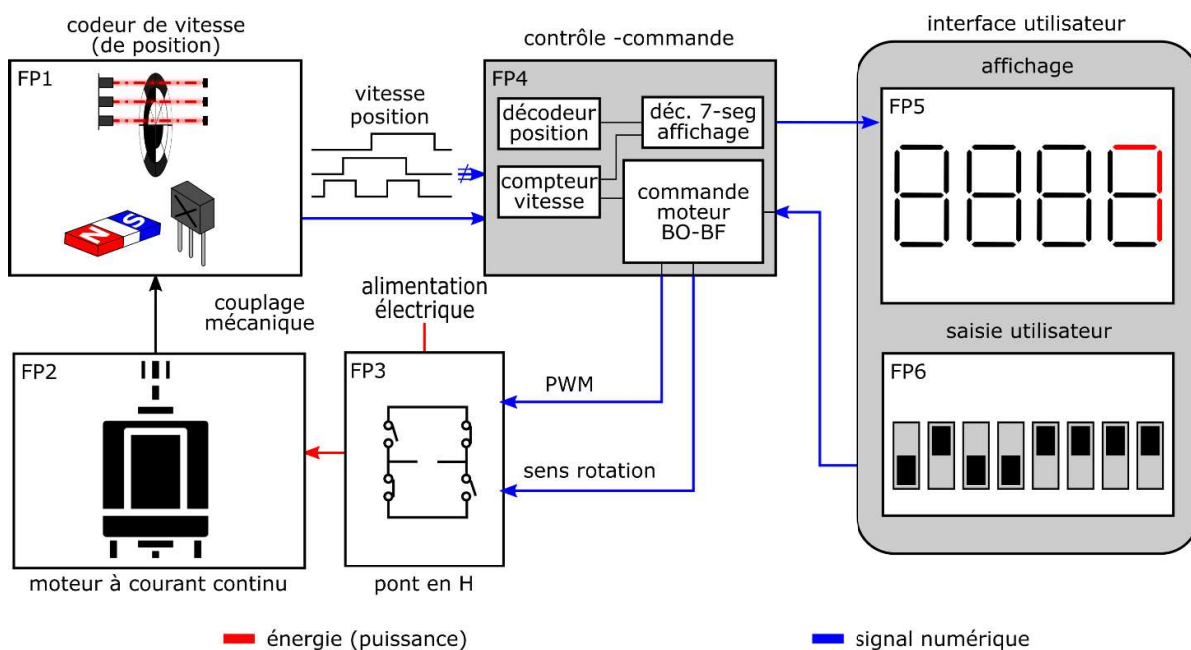 codeur de vitesse
(de position)
FP1
N
S
vitesse
position
contrôle -commande
FP4
décodeur
position
déc. 7-seg
affichage
compteur
vitesse
commande
moteur
BO-BF
interface utilisateur
affichage
FP5
saisie utilisateur
FP6
couplage
mécanique
alimentation
électrique
FP2
moteur à courant continu
FP3
pont en H
PWM
sens rotation
énergie (puissance)
signal numérique